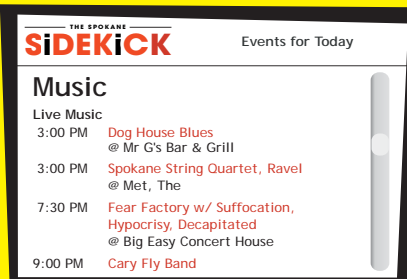 THE SPOKANE
SiDEKiCK
Events for Today
Music
Live Music
3:00 PM Dog House Blues
@ Mr G's Bar & Grill
3:00 PM Spokane String Quartet, Ravel
@ Met, The
7:30 PM Fear Factory w/ Suffocation,
Hypocrisy, Decapitated
@ Big Easy Concert House
9:00 PM Cary Fly Band